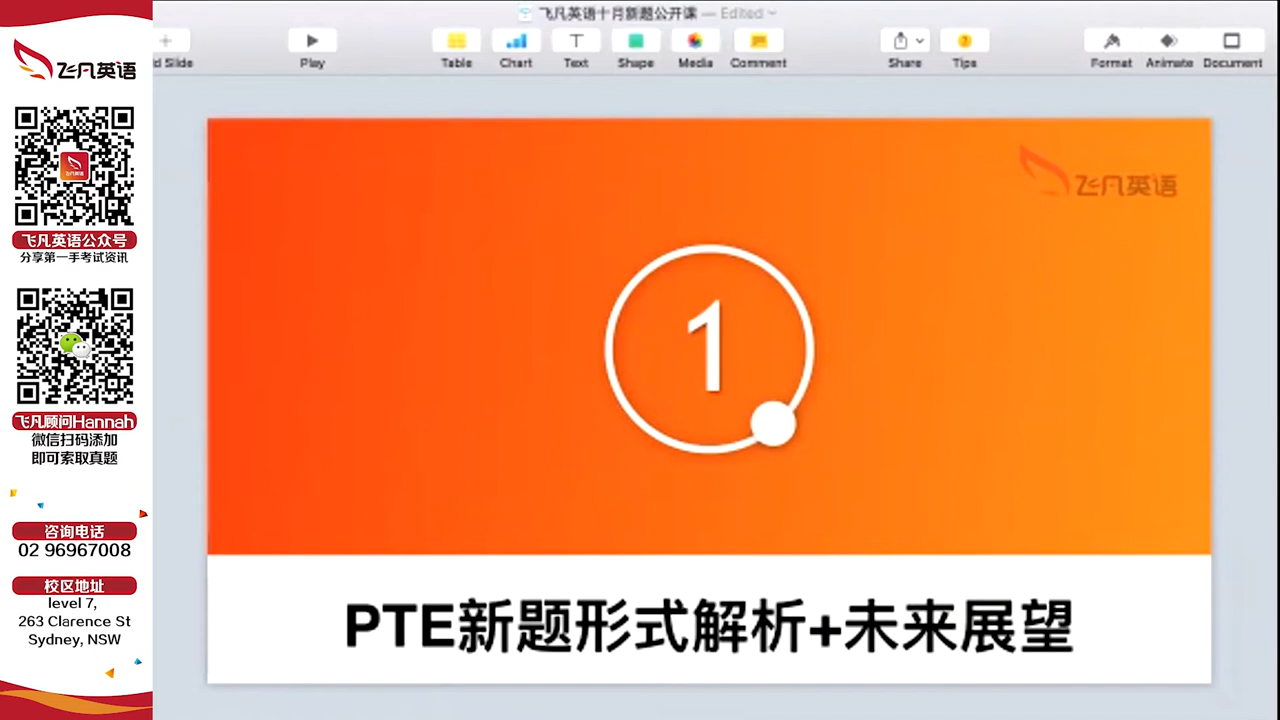 飞凡英语
飞凡英语公众号
分享第一手考试资讯
飞凡顾问Hannah
微信扫码添加
即可索取真题
咨询电话
02 96967008
校区地址
level 7,
263 Clarence St
Sydney, NSW
飞凡英语十月新题公开课 — Edited
d Slide
Play
Table
Chart
Text
Shape
Media
Comment
Share
Tips
Format
Animate
Document
飞凡英语
1
PTE新题形式解析+未来展望